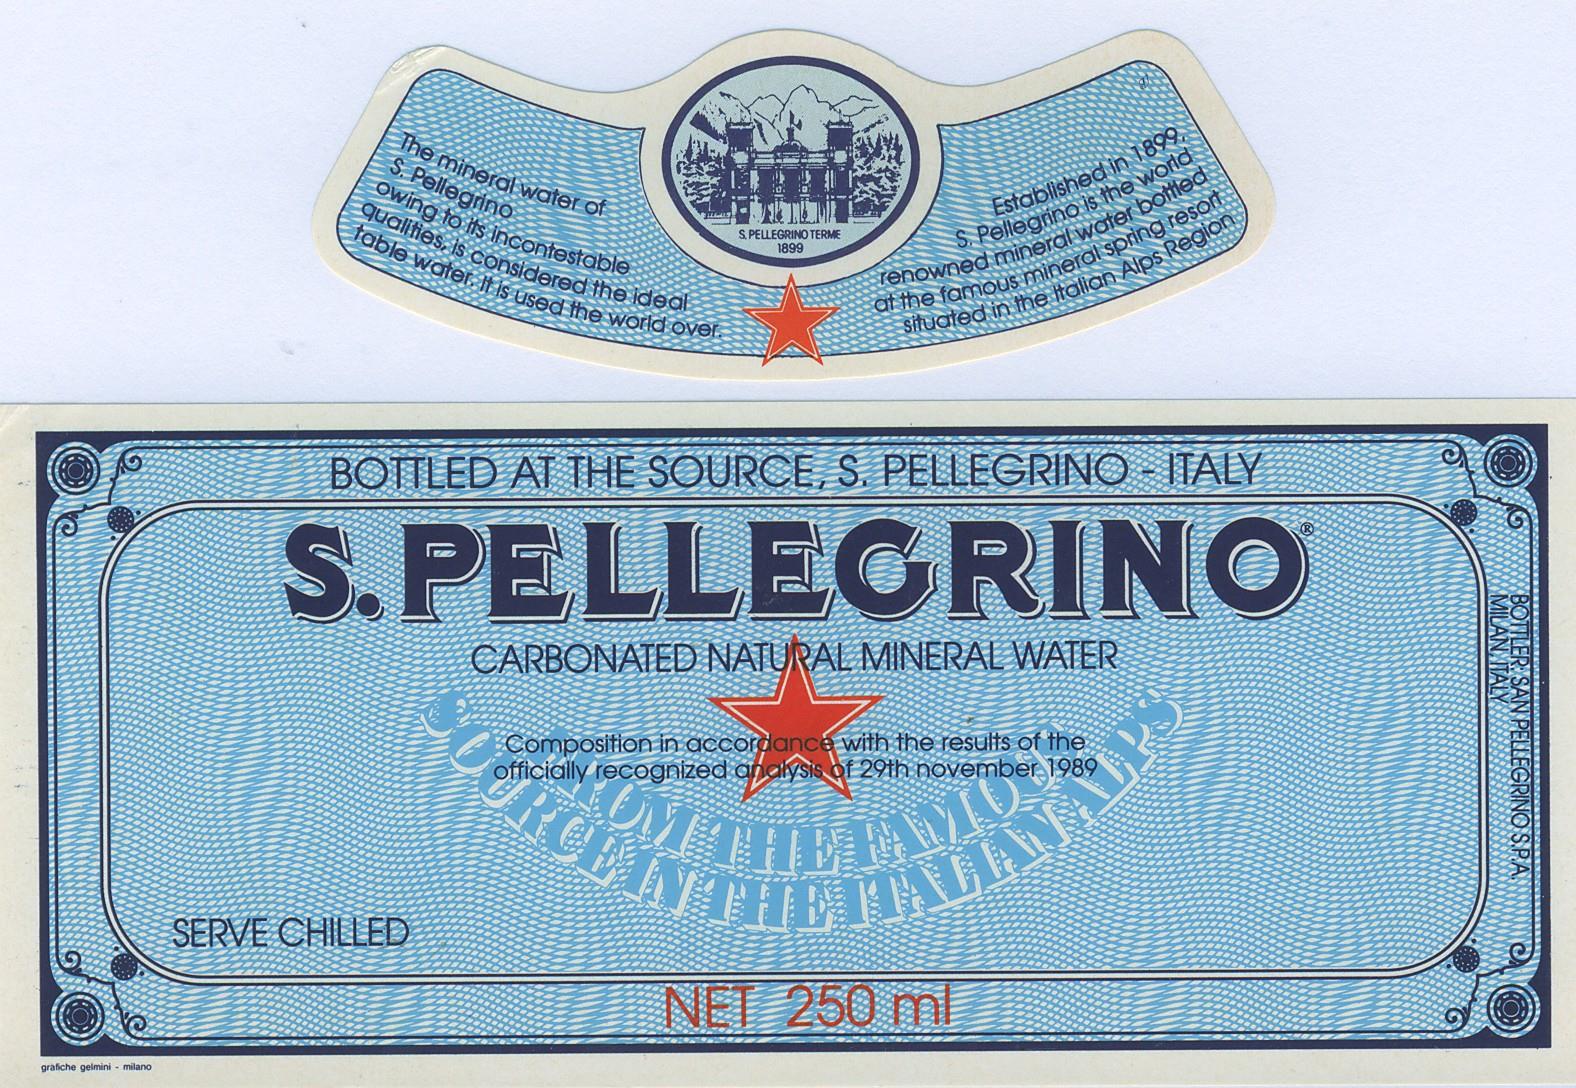 The mineral water of
S. Pellegrino
owing to its incontestable
qualities, is considered the ideal
table water. It is used the world over.
S. PELLEGRINO TERME
1899
Established in 1899,
S. Pellegrino is the world
renowned mineral water bottled
at the famous mineral spring resort
situated in the Italian Alps Region
BOTTLED AT THE SOURCE, S. PELLEGRINO - ITALY
S.PELLEGRINO®
CARBONATED NATURAL MINERAL WATER
Composition in accordance with the results of the
officially recognized analysis of 29th november 1989
FROM THE FAMOUS
SOURCE IN THE ITALIAN ALPS
SERVE CHILLED
NET 250 ml
BOTTLER: SAN PELLEGRINO S.P.A.
MILAN, ITALY
grafiche gelmini - milano